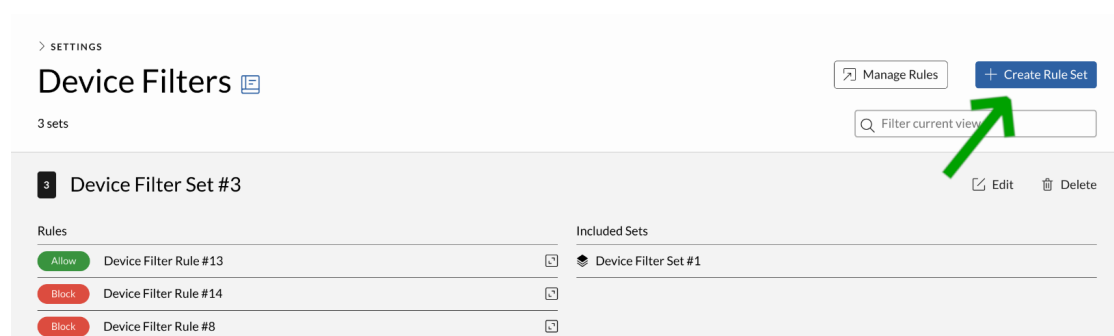 SETTINGS
Device Filters
Manage Rules
Create Rule Set
3 sets
Filter current view
3 Device Filter Set #3
Edit
Delete
Rules
Included Sets
Allow Device Filter Rule #13
Device Filter Set #1
Block Device Filter Rule #14
Block Device Filter Rule #8